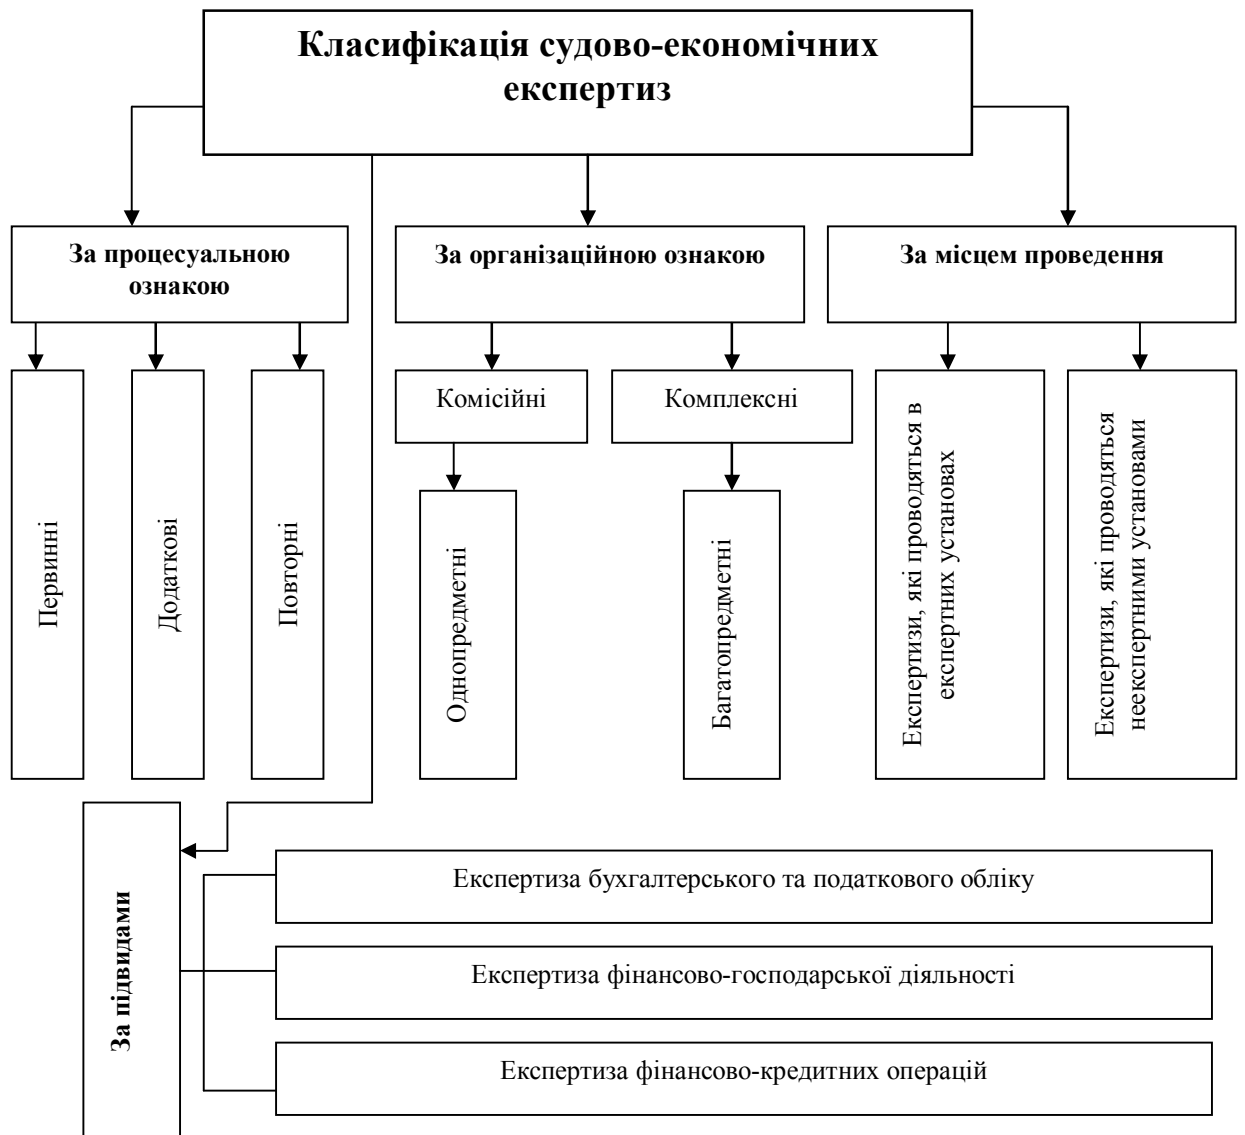 Класифікація судово-економічних
експертиз
За процесуальною
ознакою
За організаційною ознакою
За місцем проведення
Первинні
Додаткові
Повторні
Комісійні
Комплексні
Однопредметні
Багатопредметні
Експертизи, які проводяться в
експертних установах
Експертизи, які проводяться
неекспертними установами
За підвидами
Експертиза бухгалтерського та податкового обліку
Експертиза фінансово-господарської діяльності
Експертиза фінансово-кредитних операцій